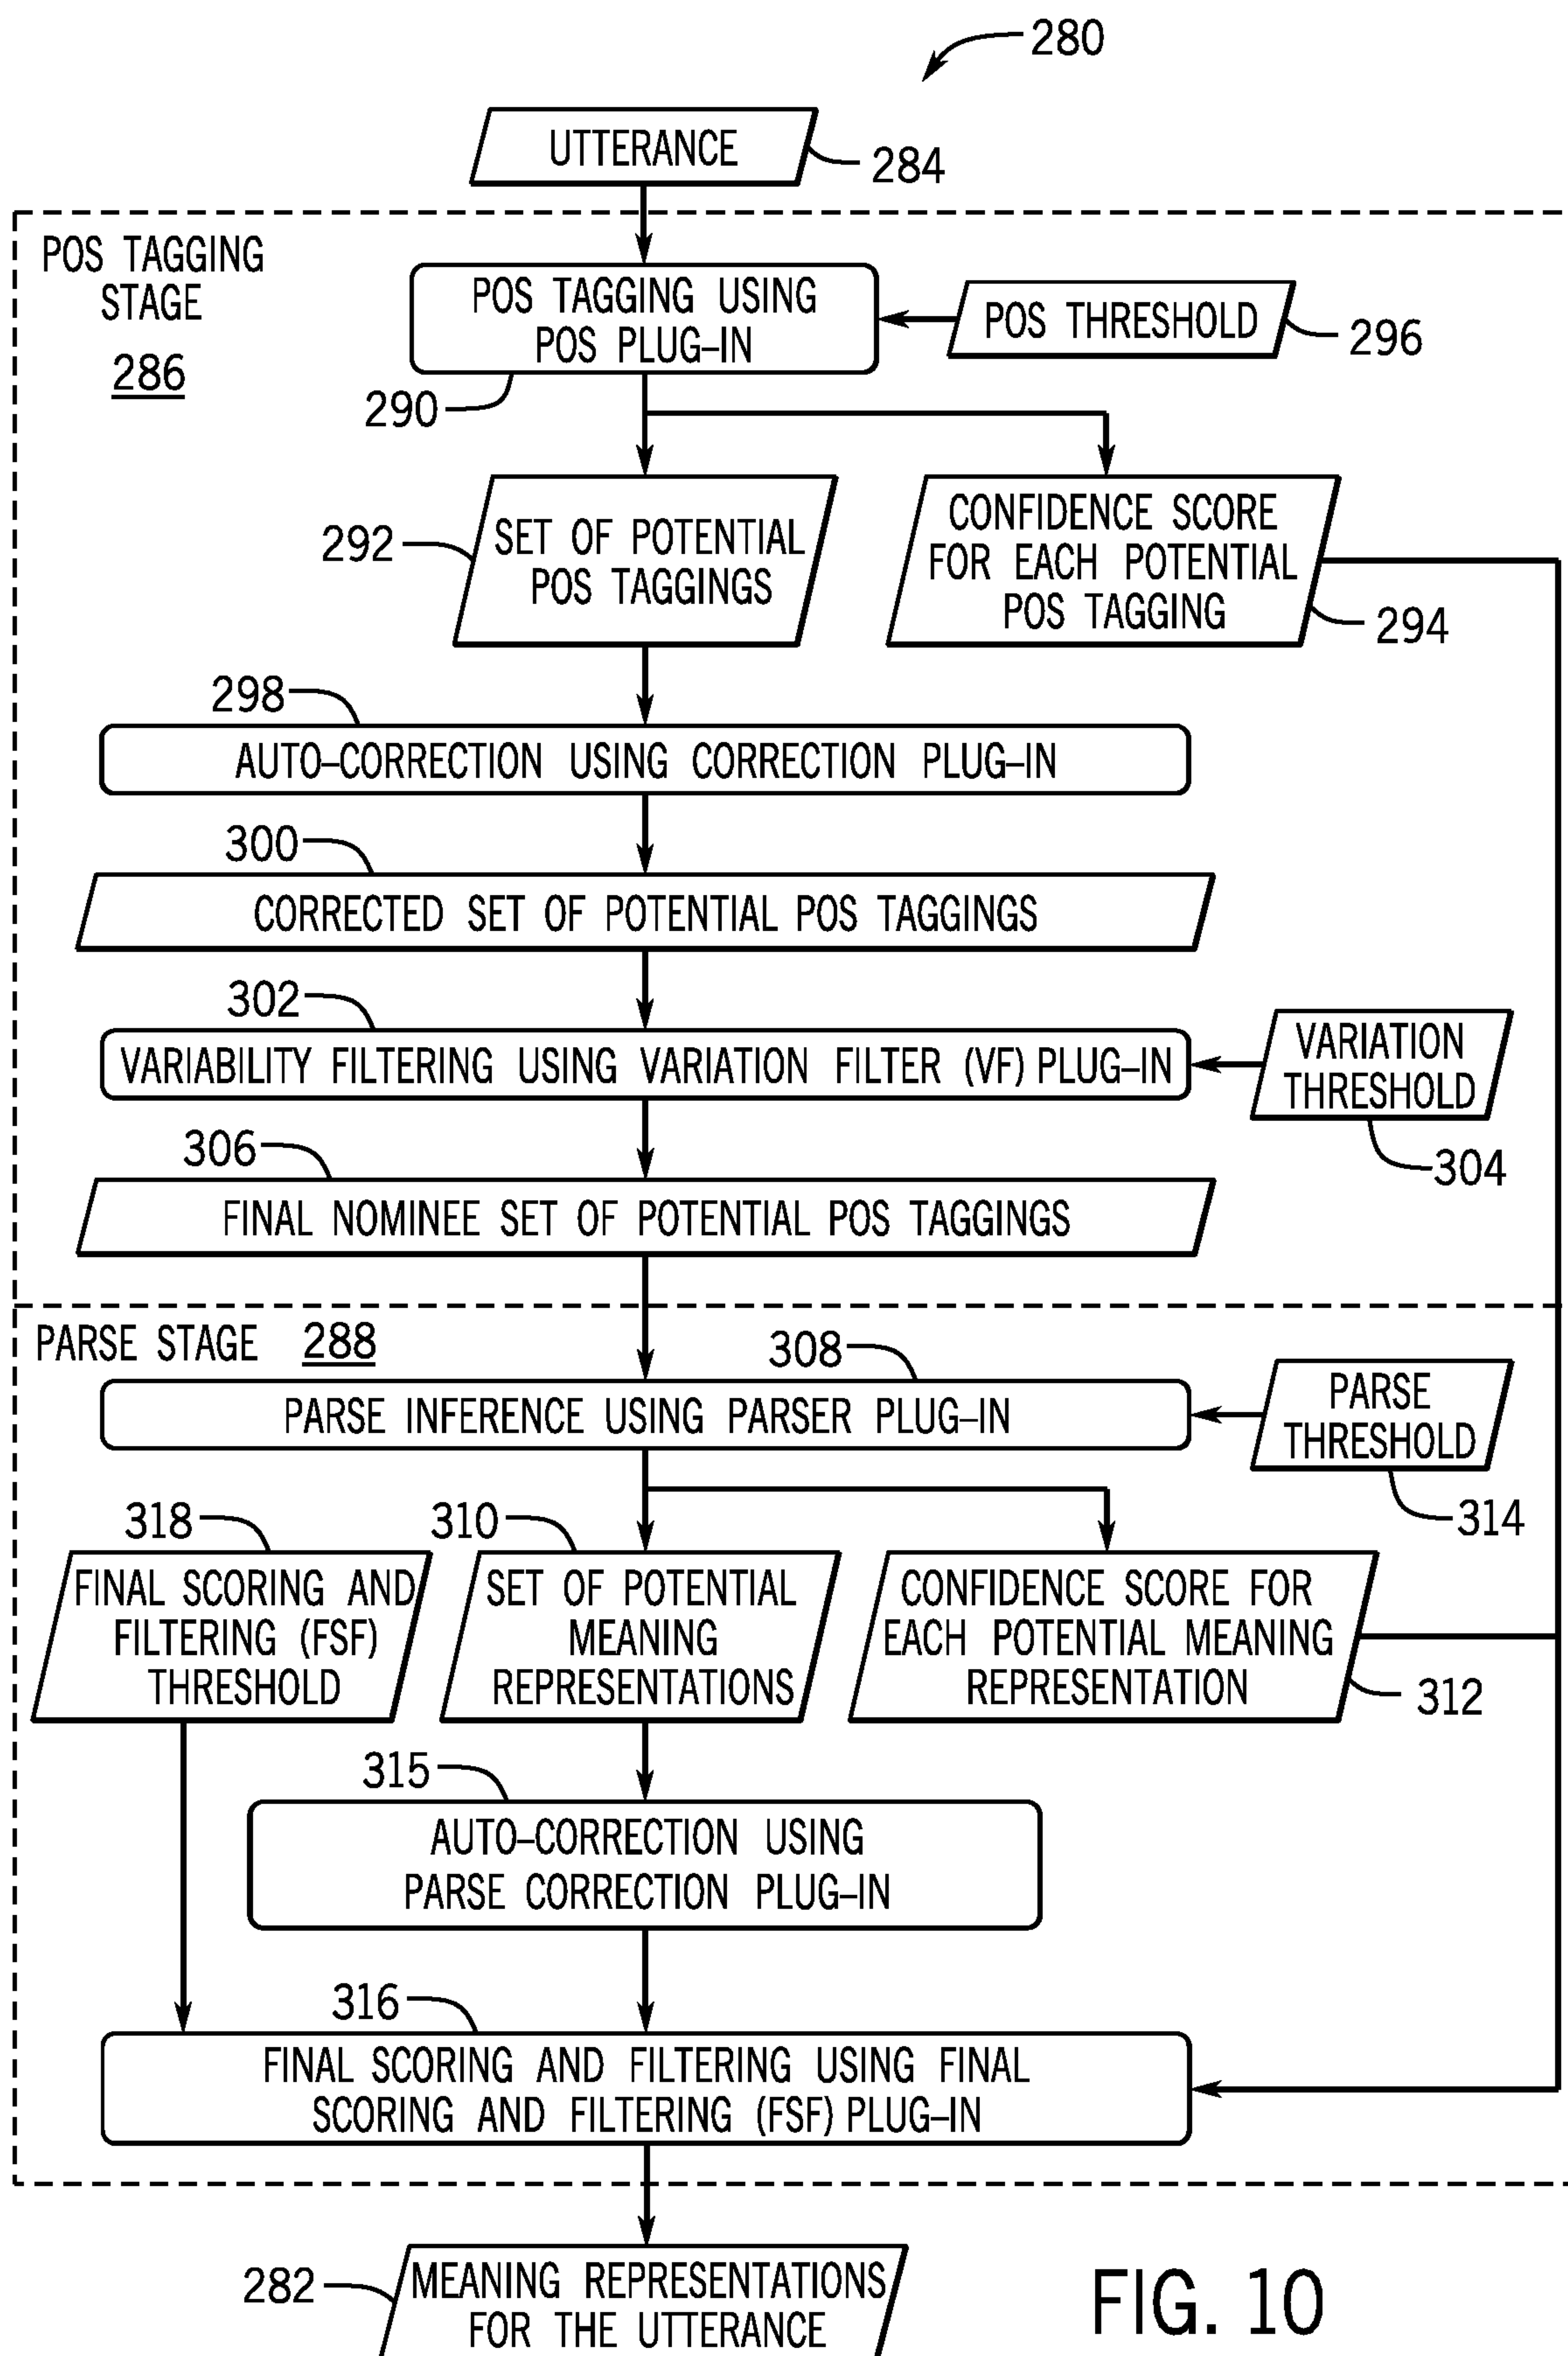 280
UTTERANCE
284
POS TAGGING
STAGE
286
POS TAGGING USING
POS PLUG–IN
290
POS THRESHOLD
296
SET OF POTENTIAL
POS TAGGINGS
292
CONFIDENCE SCORE
FOR EACH POTENTIAL
POS TAGGING
294
298
AUTO–CORRECTION USING CORRECTION PLUG–IN
300
CORRECTED SET OF POTENTIAL POS TAGGINGS
302
VARIABILITY FILTERING USING VARIATION FILTER (VF) PLUG–IN
VARIATION
THRESHOLD
304
306
FINAL NOMINEE SET OF POTENTIAL POS TAGGINGS
PARSE STAGE 288
308
PARSE INFERENCE USING PARSER PLUG–IN
PARSE
THRESHOLD
314
318
FINAL SCORING AND
FILTERING (FSF)
THRESHOLD
310
SET OF POTENTIAL
MEANING
REPRESENTATIONS
CONFIDENCE SCORE FOR
EACH POTENTIAL MEANING
REPRESENTATION
312
315
AUTO–CORRECTION USING
PARSE CORRECTION PLUG–IN
316
FINAL SCORING AND FILTERING USING FINAL
SCORING AND FILTERING (FSF) PLUG–IN
282
MEANING REPRESENTATIONS
FOR THE UTTERANCE
FIG. 10